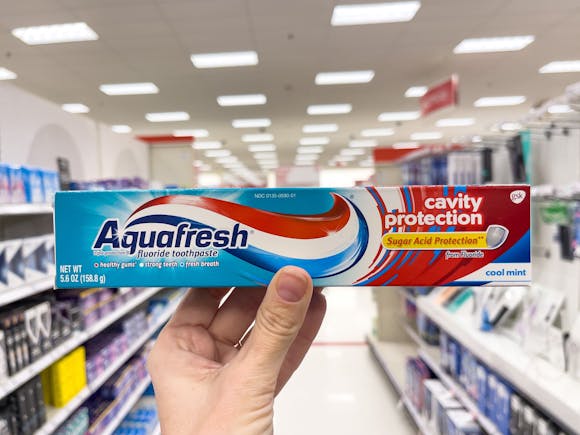 NDC 0135-0590-01
Aquafresh
fluoride toothpaste
healthy gums* strong teeth fresh breath
NET WT
5.6 OZ (158.8 g)
cavity
protection
Sugar Acid Protection**
from fluoride
gsk
cool mint